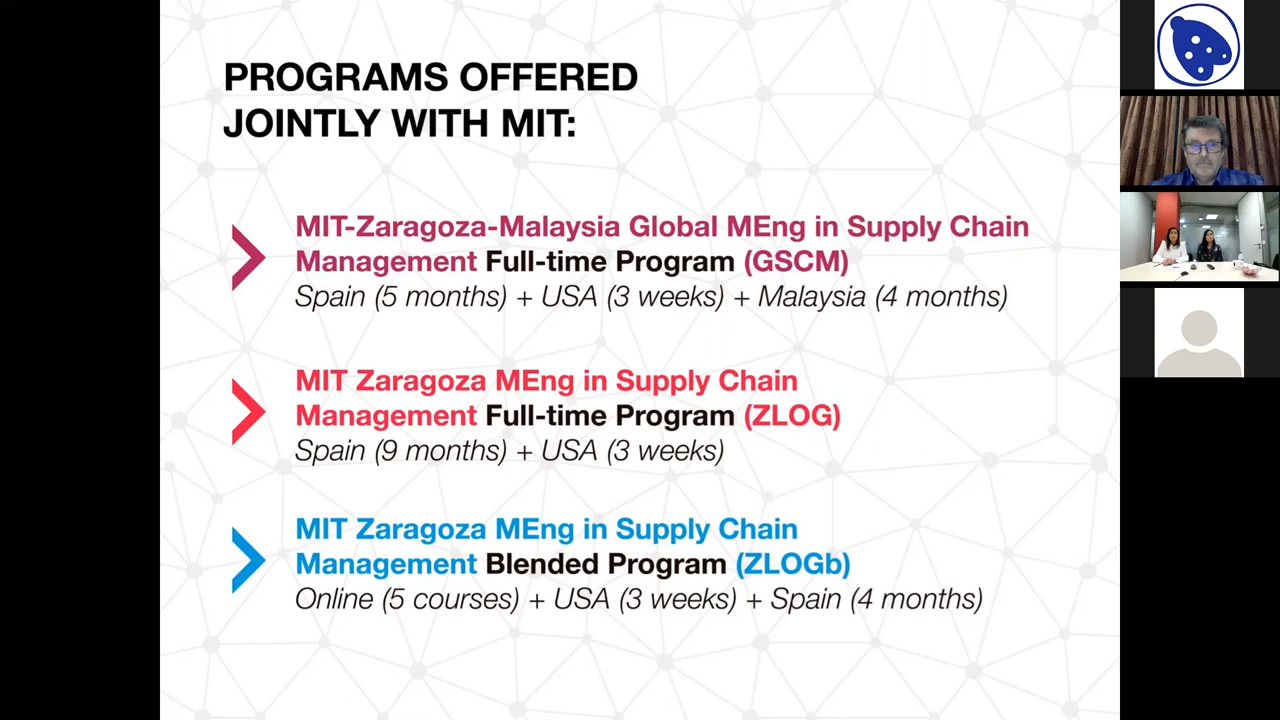 PROGRAMS OFFERED
JOINTLY WITH MIT:
MIT-Zaragoza-Malaysia Global MEng in Supply Chain
Management Full-time Program (GSCM)
Spain (5 months) + USA (3 weeks) + Malaysia (4 months)
MIT Zaragoza MEng in Supply Chain
Management Full-time Program (ZLOG)
Spain (9 months) + USA (3 weeks)
MIT Zaragoza MEng in Supply Chain
Management Blended Program (ZLOGb)
Online (5 courses) + USA (3 weeks) + Spain (4 months)